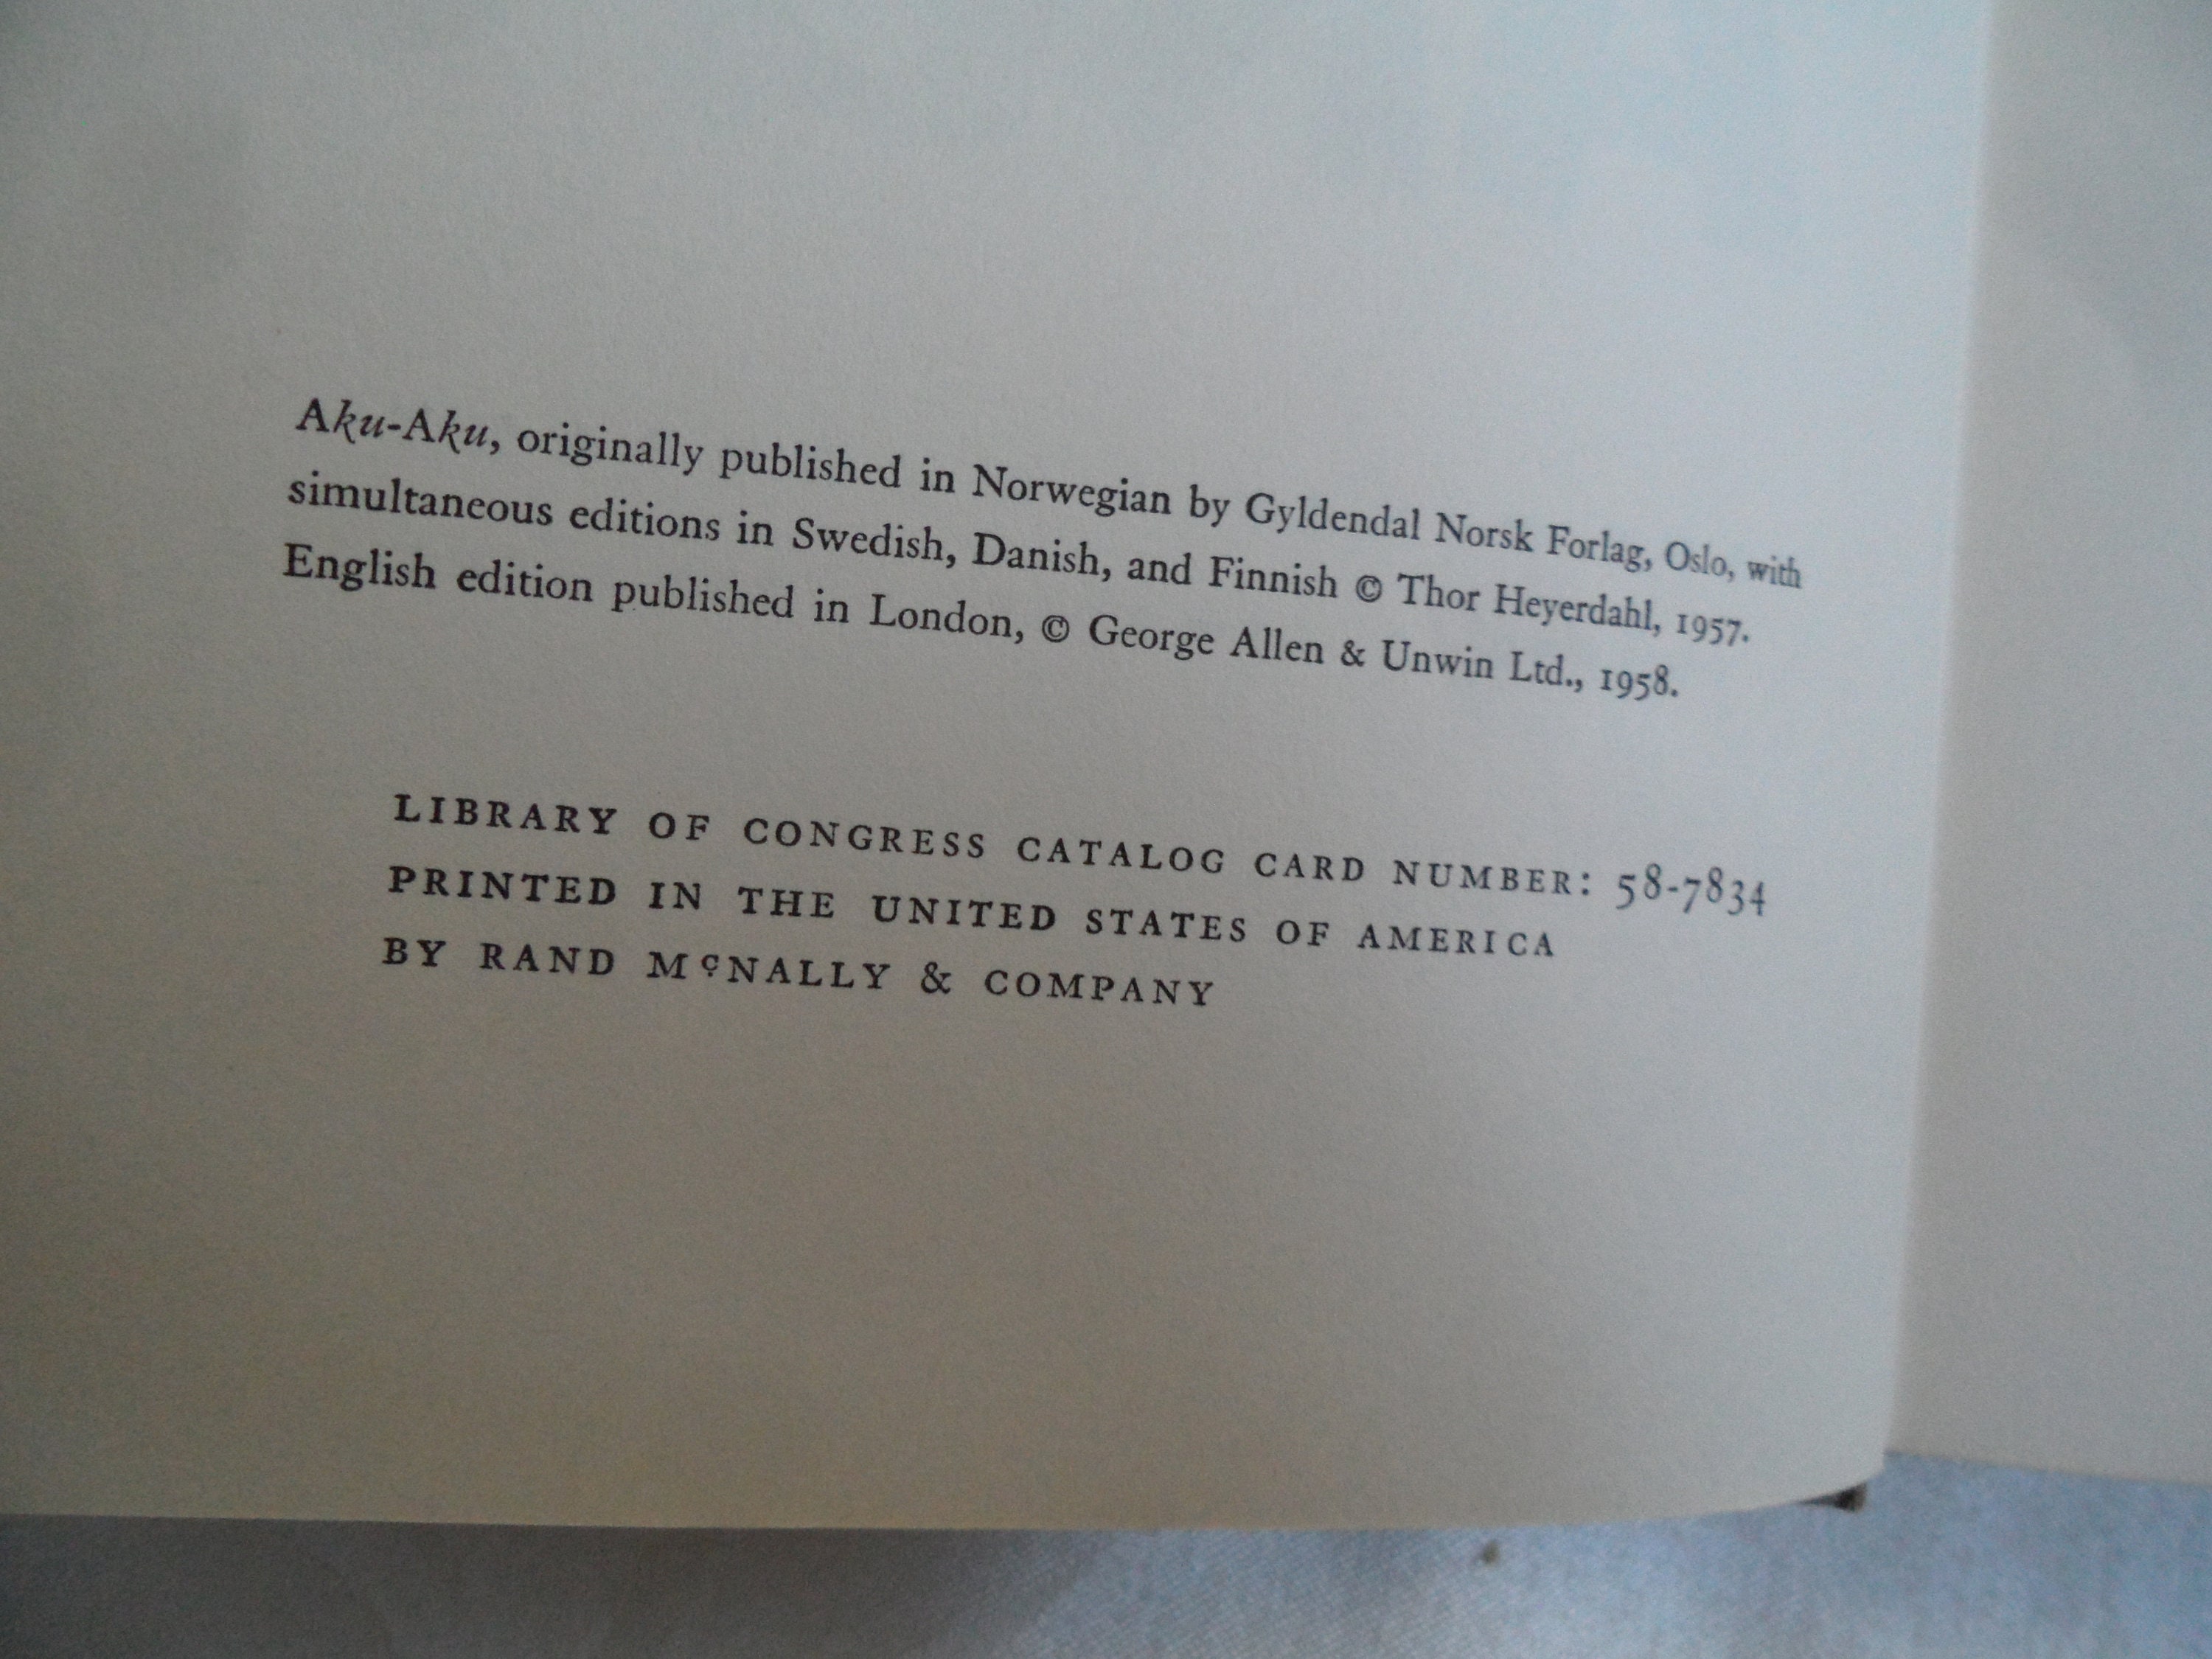 Aku-Aku, originally published in Norwegian by Gyldendal Norsk Forlag, Oslo, with
simultaneous editions in Swedish, Danish, and Finnish © Thor Heyerdahl, 1957.
English edition published in London, © George Allen & Unwin Ltd., 1958.
LIBRARY OF CONGRESS CATALOG CARD NUMBER: 58-7834
PRINTED IN THE UNITED STATES OF AMERICA
BY RAND MCNALLY & COMPANY